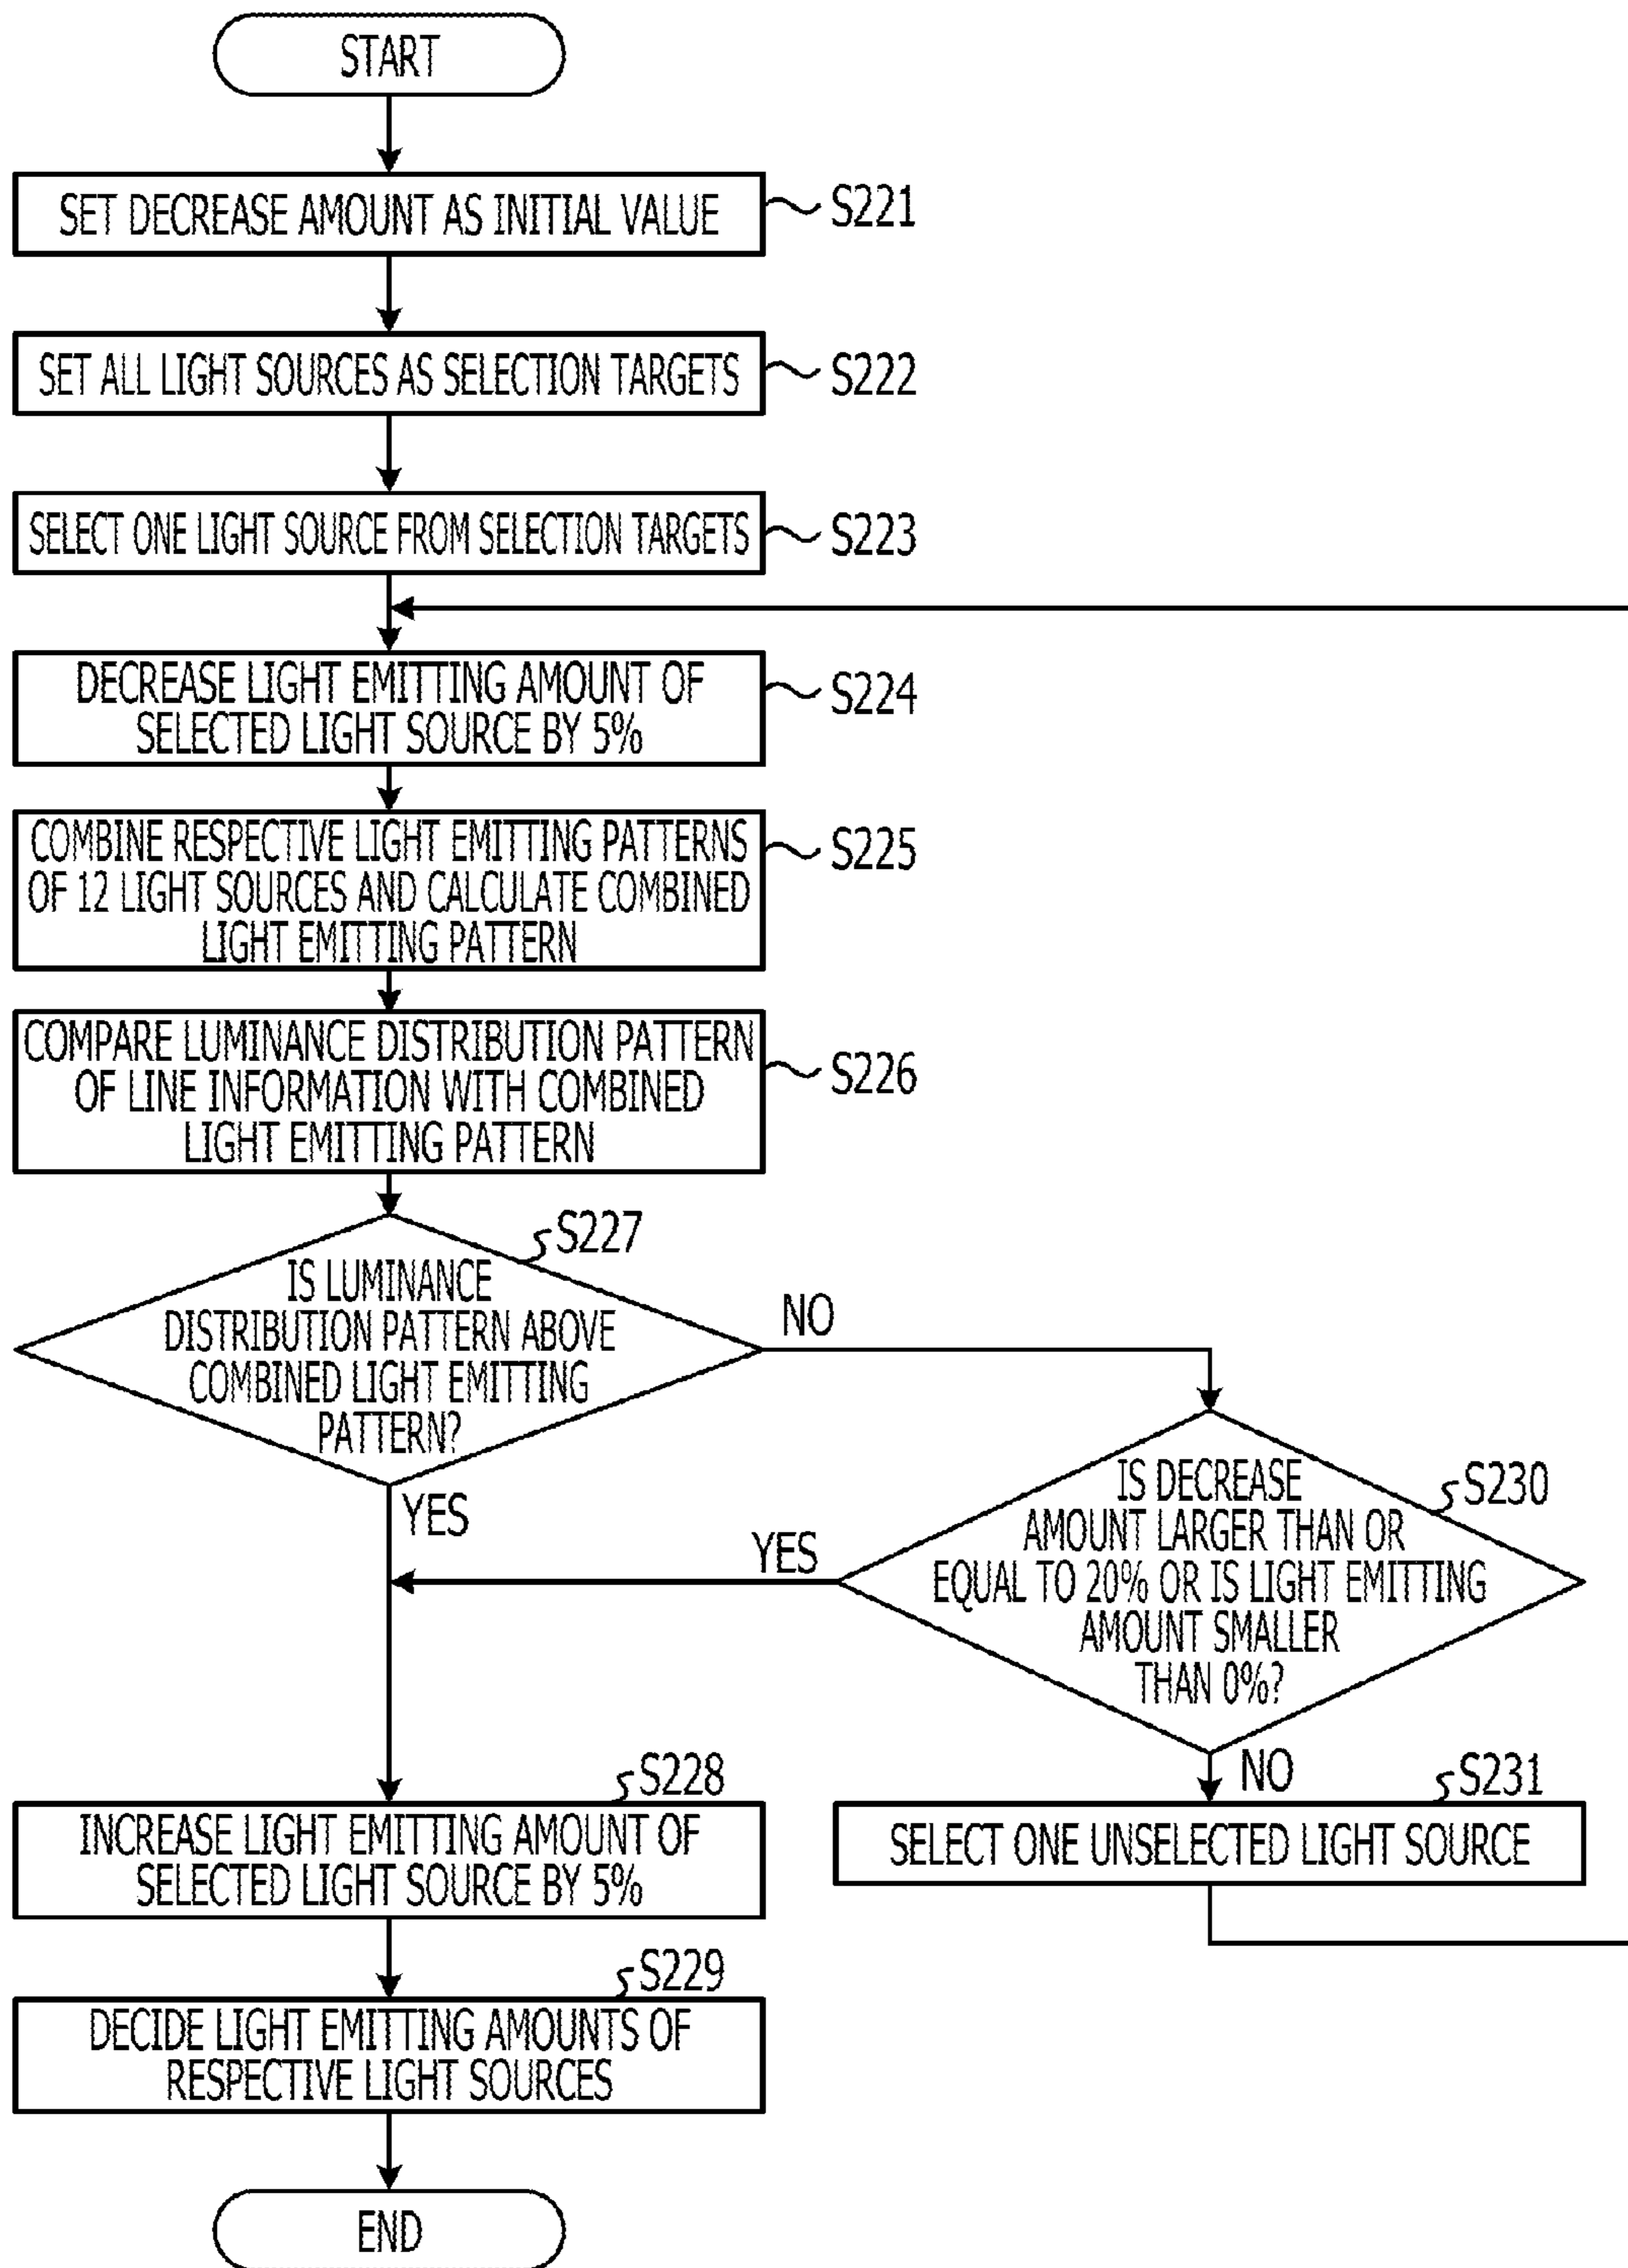 START
SET DECREASE AMOUNT AS INITIAL VALUE
S221
SET ALL LIGHT SOURCES AS SELECTION TARGETS
S222
SELECT ONE LIGHT SOURCE FROM SELECTION TARGETS
S223
DECREASE LIGHT EMITTING AMOUNT OF
SELECTED LIGHT SOURCE BY 5%
S224
COMBINE RESPECTIVE LIGHT EMITTING PATTERNS
OF 12 LIGHT SOURCES AND CALCULATE COMBINED
LIGHT EMITTING PATTERN
S225
COMPARE LUMINANCE DISTRIBUTION PATTERN
OF LINE INFORMATION WITH COMBINED
LIGHT EMITTING PATTERN
S226
S227
IS LUMINANCE
DISTRIBUTION PATTERN ABOVE
COMBINED LIGHT EMITTING
PATTERN?
NO
YES
S230
IS DECREASE
AMOUNT LARGER THAN OR
EQUAL TO 20% OR IS LIGHT EMITTING
AMOUNT SMALLER
THAN 0%?
YES
NO
S228
INCREASE LIGHT EMITTING AMOUNT OF
SELECTED LIGHT SOURCE BY 5%
S231
SELECT ONE UNSELECTED LIGHT SOURCE
S229
DECIDE LIGHT EMITTING AMOUNTS OF
RESPECTIVE LIGHT SOURCES
END